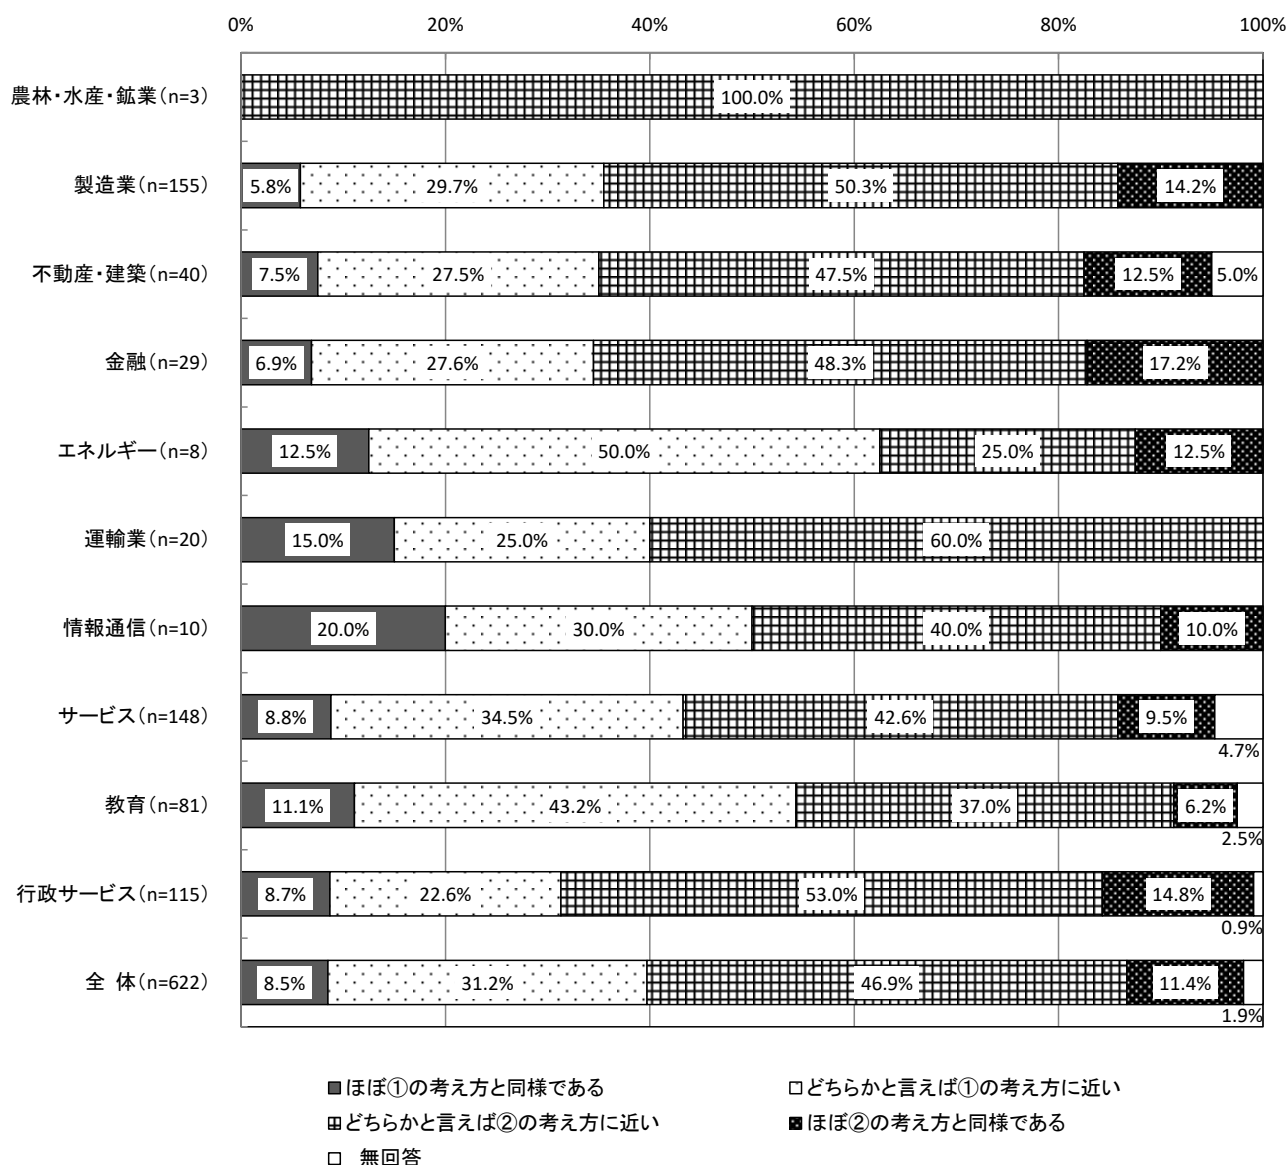 0% 20% 40% 60% 80% 100%
農林・水産・鉱業(n=3) 100.0%
製造業(n=155) 5.8% 29.7% 50.3% 14.2%
不動産・建築(n=40) 7.5% 27.5% 47.5% 12.5% 5.0%
金融(n=29) 6.9% 27.6% 48.3% 17.2%
エネルギー(n=8) 12.5% 50.0% 25.0% 12.5%
運輸業(n=20) 15.0% 25.0% 60.0%
情報通信(n=10) 20.0% 30.0% 40.0% 10.0%
サービス(n=148) 8.8% 34.5% 42.6% 9.5%
4.7%
教育(n=81) 11.1% 43.2% 37.0% 6.2%
2.5%
行政サービス(n=115) 8.7% 22.6% 53.0% 14.8%
0.9%
全 体(n=622) 8.5% 31.2% 46.9% 11.4%
1.9%
ほぼ①の考え方と同様である どちらかと言えば①の考え方に近い
どちらかと言えば②の考え方に近い ほぼ②の考え方と同様である
無回答